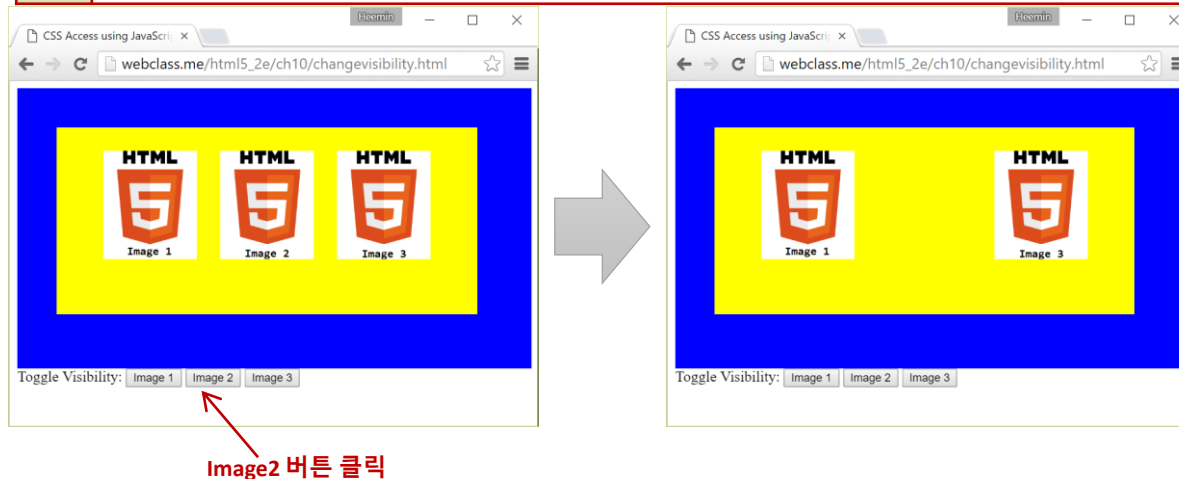 Heemin
CSS Access using JavaScri
webclass.me/html5_2e/ch10/changevisibility.html
HTML HTML HTML
Image 1 Image 2 Image 3
Toggle Visibility: Image 1 Image 2 Image 3
Heemin
CSS Access using JavaScri
webclass.me/html5_2e/ch10/changevisibility.html
HTML HTML
Image 1 Image 3
Toggle Visibility: Image 1 Image 2 Image 3
Image2 버튼 클릭